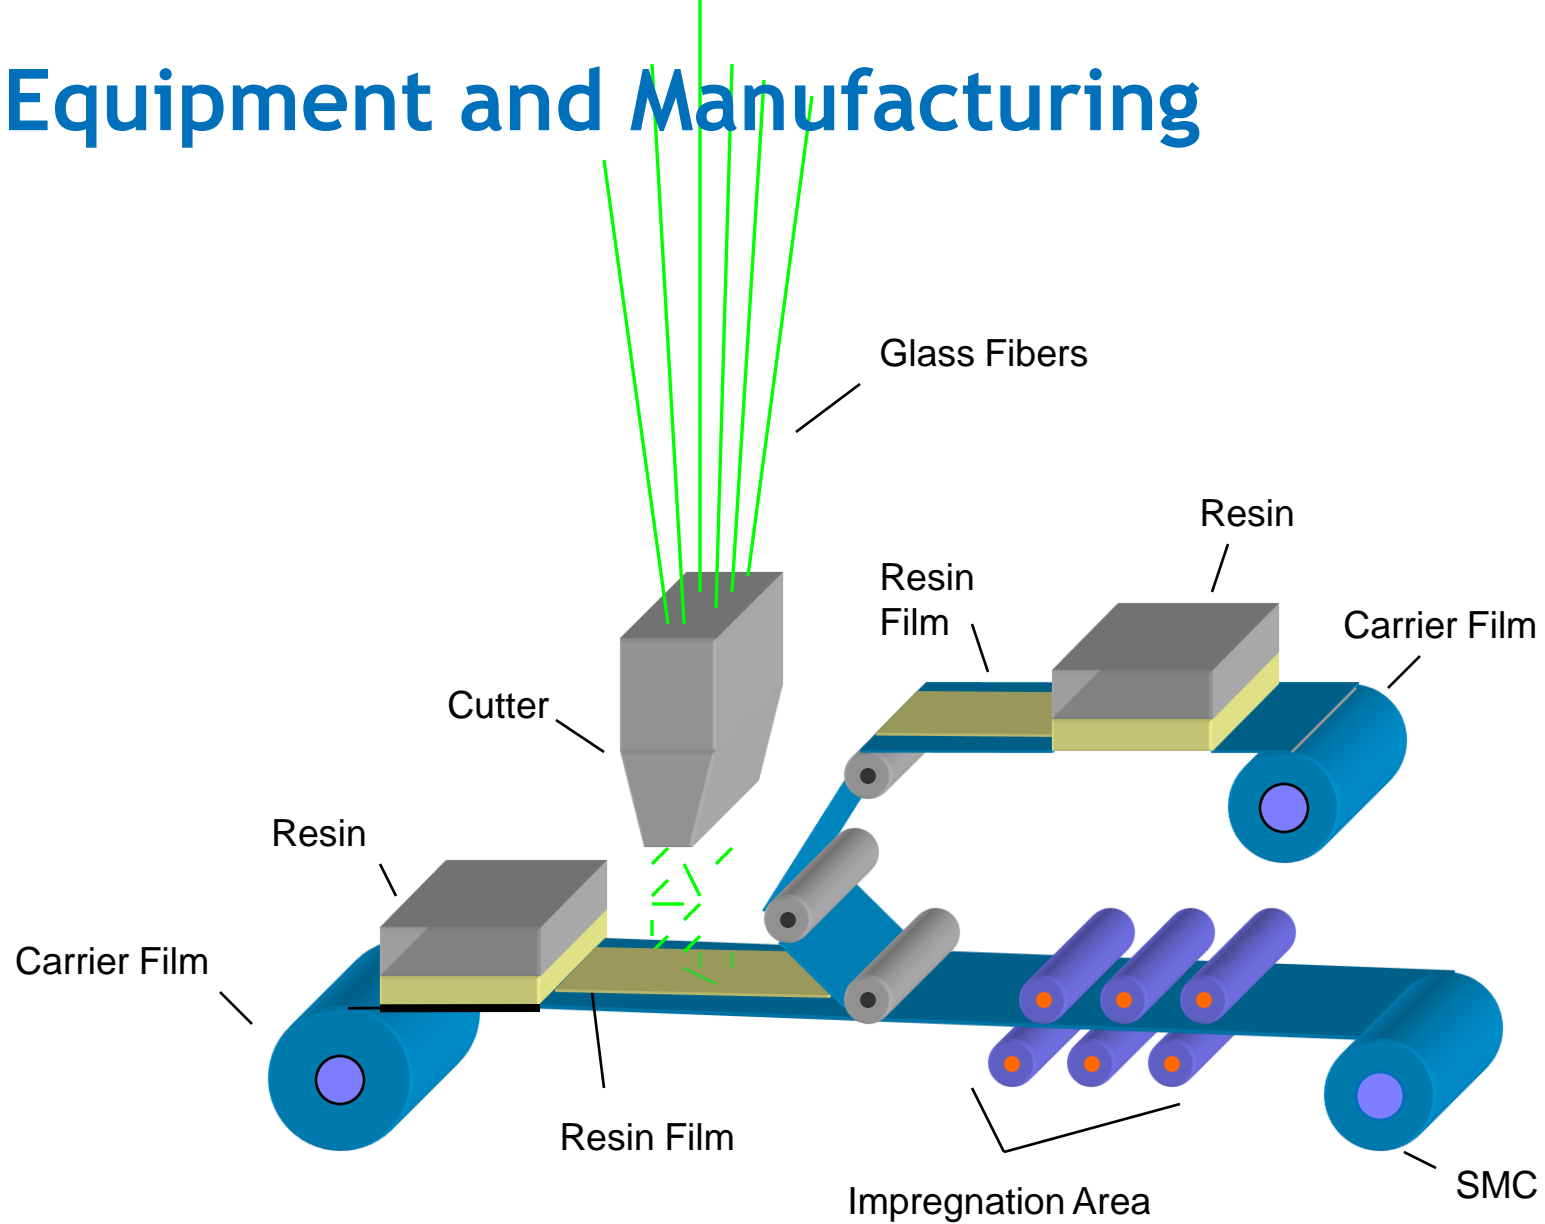 Equipment and Manufacturing
Glass Fibers
Resin
Resin
Film
Carrier Film
Cutter
Resin
Carrier Film
Resin Film
Impregnation Area
SMC